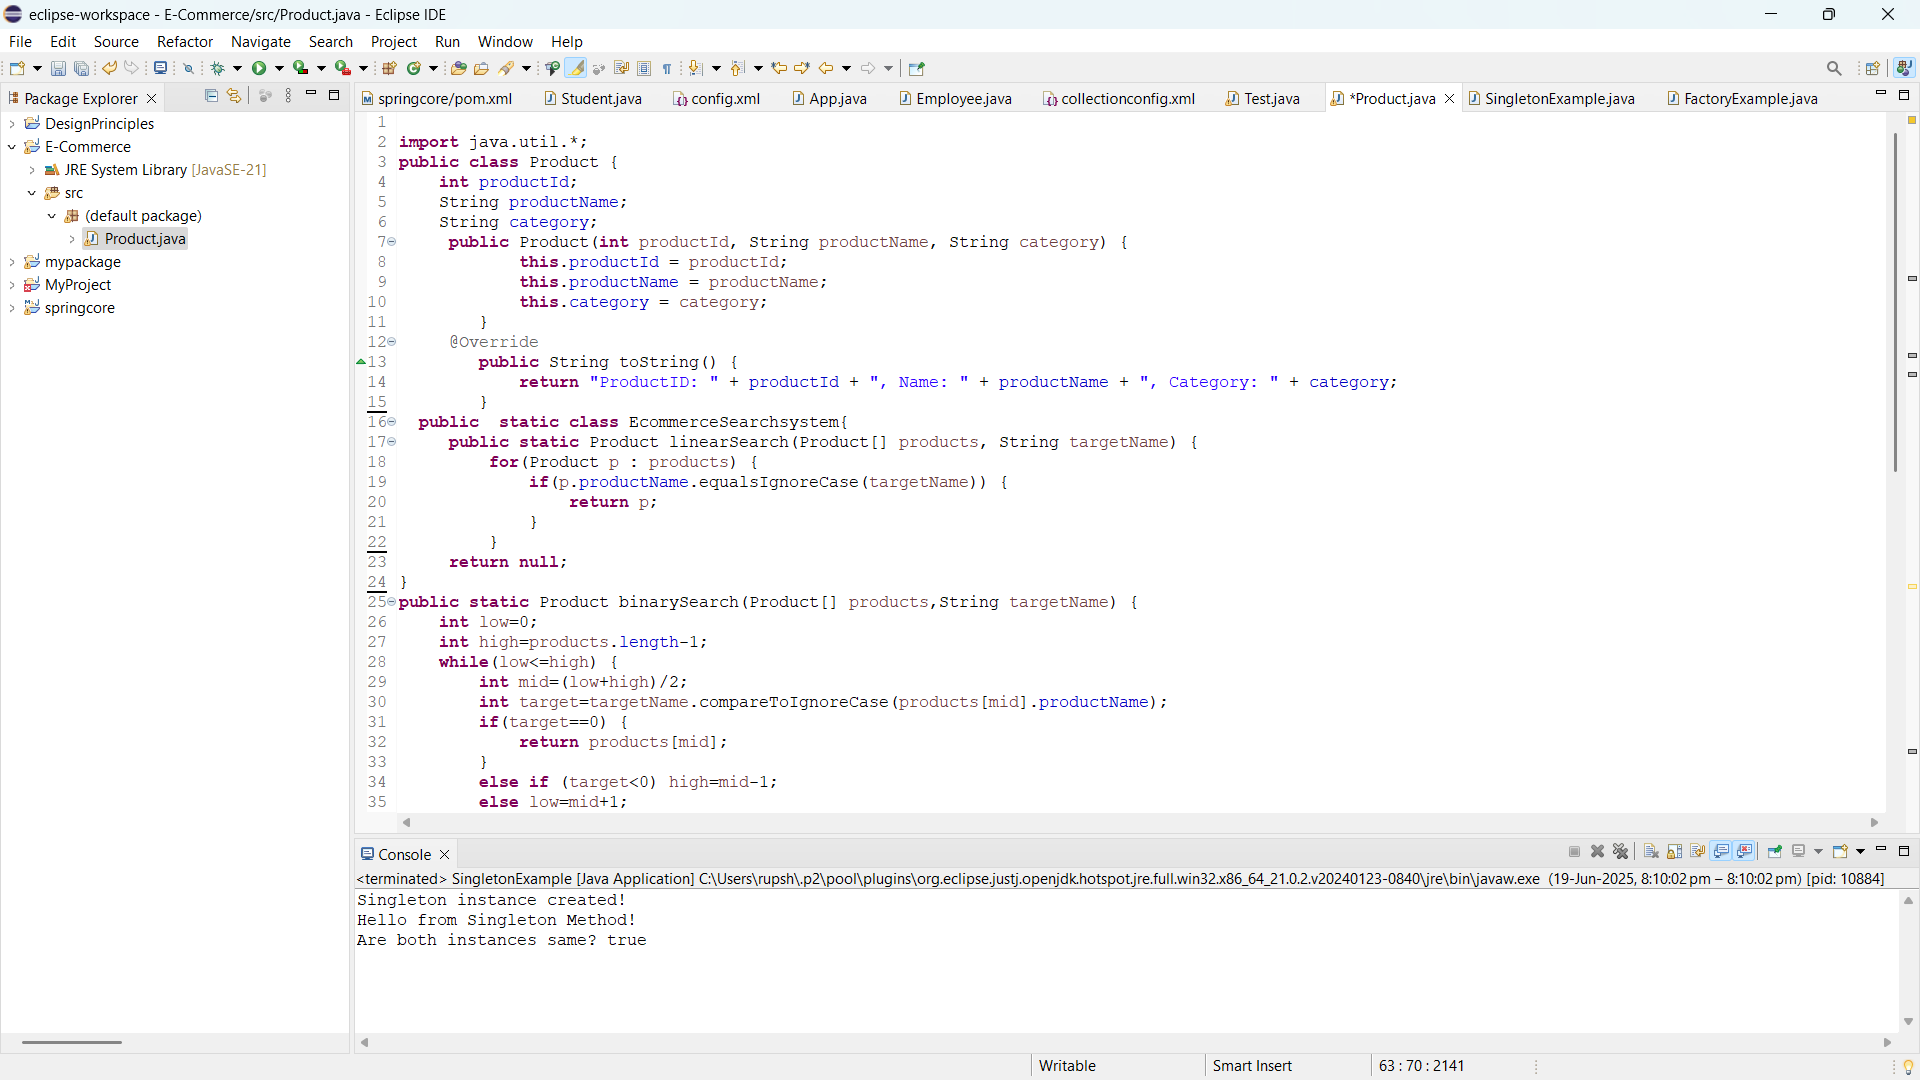 eclipse-workspace - E-Commerce/src/Product.java - Eclipse IDE
File Edit Source Refactor Navigate Search Project Run Window Help
Package Explorer
DesignPrinciples
E-Commerce
JRE System Library [JavaSE-21]
src
(default package)
Product.java
mypackage
MyProject
springcore
springcore/pom.xml Student.java config.xml App.java Employee.java collectionconfig.xml Test.java *Product.java SingletonExample.java FactoryExample.java
1
2 import java.util.*;
3 public class Product {
4     int productId;
5     String productName;
6     String category;
7      public Product(int productId, String productName, String category) {
8             this.productId = productId;
9             this.productName = productName;
10             this.category = category;
11         }
12      @Override
13         public String toString() {
14             return "ProductID: " + productId + ", Name: " + productName + ", Category: " + category;
15         }
16   public  static class EcommerceSearchsystem{
17      public static Product linearSearch(Product[] products, String targetName) {
18          for(Product p : products) {
19              if(p.productName.equalsIgnoreCase(targetName)) {
20                  return p;
21              }
22          }
23      return null;
24 }
25 public static Product binarySearch(Product[] products,String targetName) {
26     int low=0;
27     int high=products.length-1;
28     while(low<=high) {
29         int mid=(low+high)/2;
30         int target=targetName.compareToIgnoreCase(products[mid].productName);
31         if(target==0) {
32             return products[mid];
33         }
34         else if (target<0) high=mid-1;
35         else low=mid+1;
Console
<terminated> SingletonExample [Java Application] C:\Users\rupsh\.p2\pool\plugins\org.eclipse.justj.openjdk.hotspot.jre.full.win32.x86_64_21.0.2.v20240123-0840\jre\bin\javaw.exe (19-Jun-2025, 8:10:02 pm – 8:10:02 pm) [pid: 10884]
Singleton instance created!
Hello from Singleton Method!
Are both instances same? true
Writable Smart Insert 63 : 70 : 2141